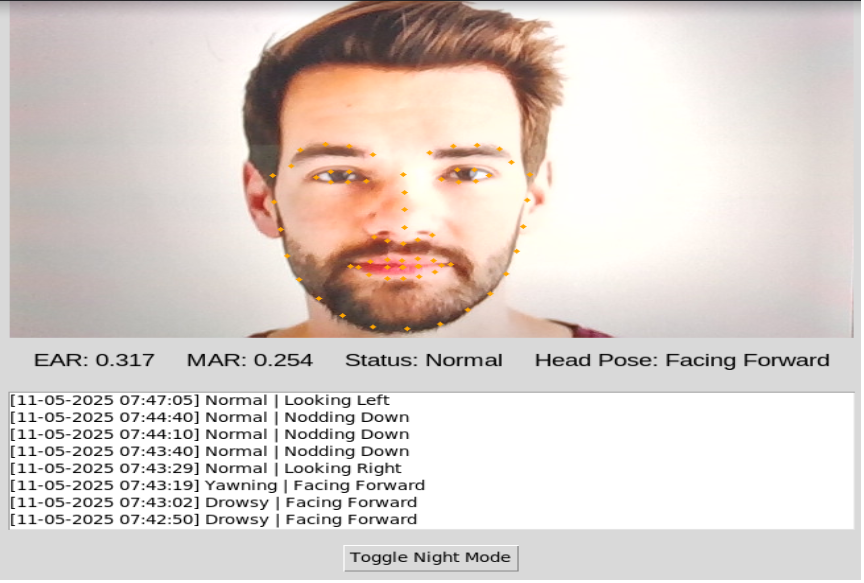 EAR: 0.317 MAR: 0.254 Status: Normal Head Pose: Facing Forward
[11-05-2025 07:47:05] Normal | Looking Left
[11-05-2025 07:44:40] Normal | Nodding Down
[11-05-2025 07:44:10] Normal | Nodding Down
[11-05-2025 07:43:40] Normal | Nodding Down
[11-05-2025 07:43:29] Normal | Looking Right
[11-05-2025 07:43:19] Yawning | Facing Forward
[11-05-2025 07:43:02] Drowsy | Facing Forward
[11-05-2025 07:42:50] Drowsy | Facing Forward
Toggle Night Mode